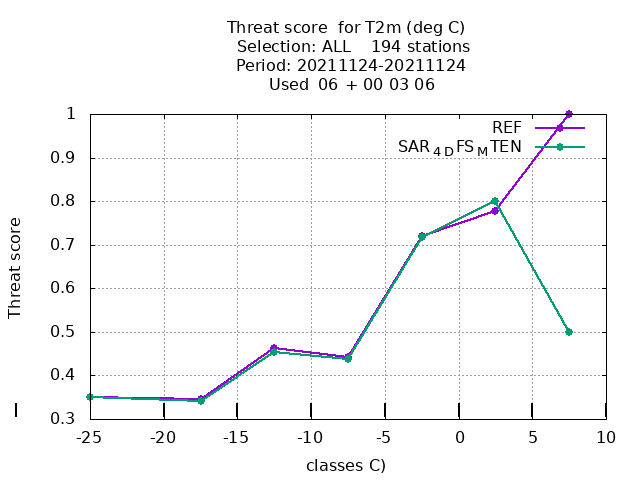 Threat score  for T2m (deg C)
Selection: ALL    194 stations
Period: 20211124-20211124
Used  06 + 00 03 06
REF
SAR4DFSMTEN
1
0.9
0.8
0.7
0.6
0.5
0.4
0.3
Threat score
-25 -20 -15 -10 -5 0 5 10
classes C)